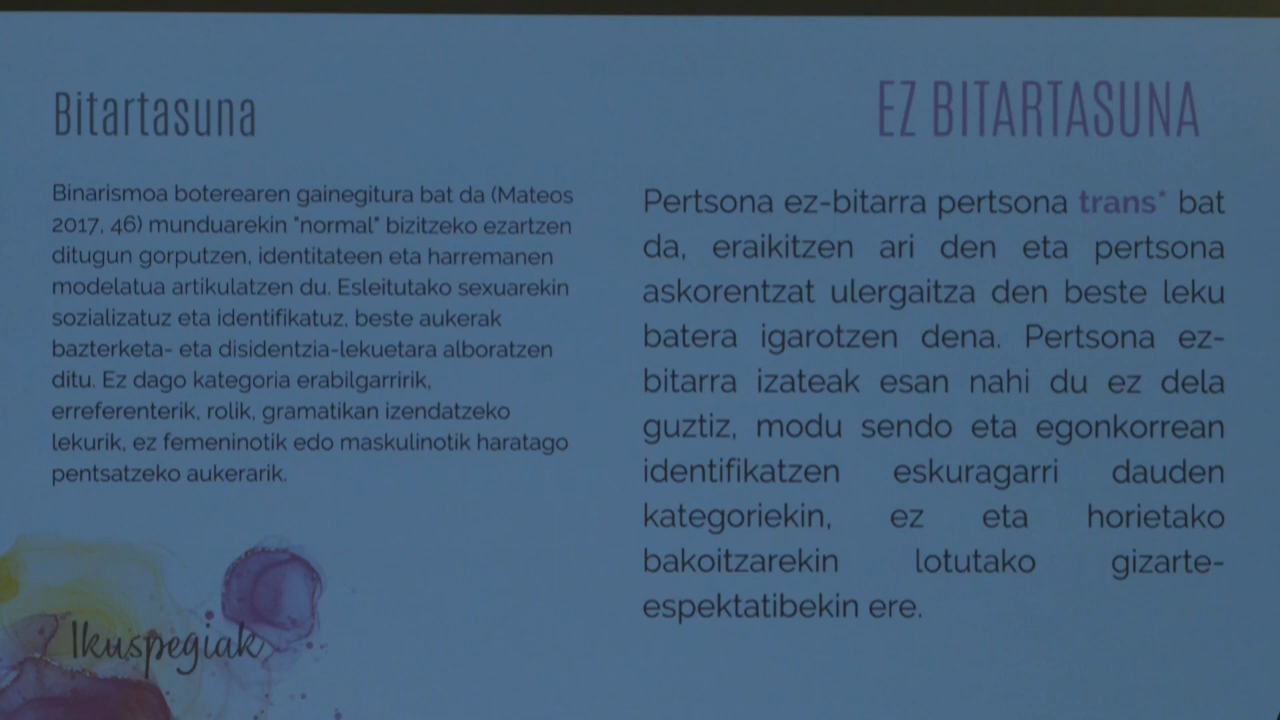 Bitartasuna
Binarismoa boterearen gainegitura bat da (Mateos
2017, 46) munduarekin "normal" bizitzeko ezartzen
ditugun gorputzen, identitateen eta harremanen
modelatua artikulatzen du. Esleitutako sexuarekin
sozializatuz eta identifikatuz, beste aukerak
bazterketa- eta disidentzia-lekuetara alboratzen
ditu. Ez dago kategoria erabilgarririk,
erreferenterik, rolik, gramatikan izendatzeko
lekurik, ez femeninotik edo maskulinotik haratago
pentsatzeko aukerarik.
Ikuspegiak
EZ BITARTASUNA
Pertsona ez-bitarra pertsona trans* bat
da, eraikitzen ari den eta pertsona
askorentzat ulergaitza den beste leku
batera igarotzen dena. Pertsona ez-
bitarra izateak esan nahi du ez dela
guztiz, modu sendo eta egonkorrean
identifikatzen eskuragarri dauden
kategoriekin, ez eta horietako
bakoitzarekin lotutako gizarte-
espektatibekin ere.